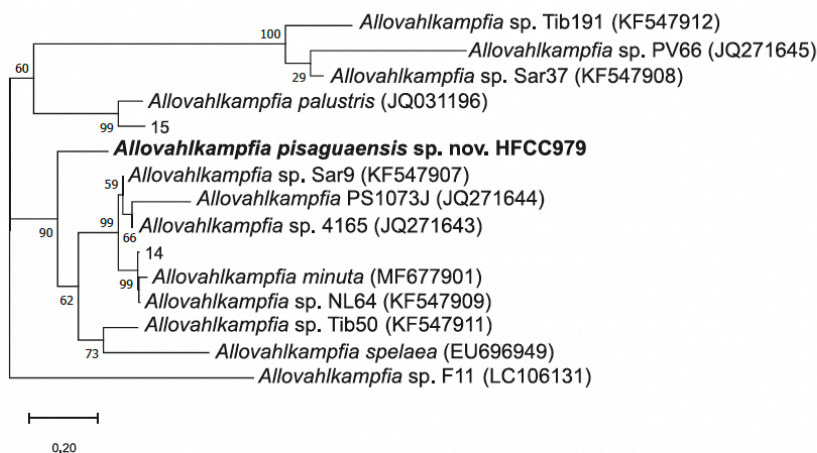 Allovahlkampfia sp. Tib191 (KF547912)
100
Allovahlkampfia sp. PV66 (JQ271645)
60
29
Allovahlkampfia sp. Sar37 (KF547908)
Allovahlkampfia palustris (JQ031196)
99
15
Allovahlkampfia pisaguaensis sp. nov. HFCC979
Allovahlkampfia sp. Sar9 (KF547907)
59
Allovahlkampfia PS1073J (JQ271644)
99
Allovahlkampfia sp. 4165 (JQ271643)
90
66
14
Allovahlkampfia minuta (MF677901)
99
62
Allovahlkampfia sp. NL64 (KF547909)
Allovahlkampfia sp. Tib50 (KF547911)
73
Allovahlkampfia spelaea (EU696949)
Allovahlkampfia sp. F11 (LC106131)
0,20